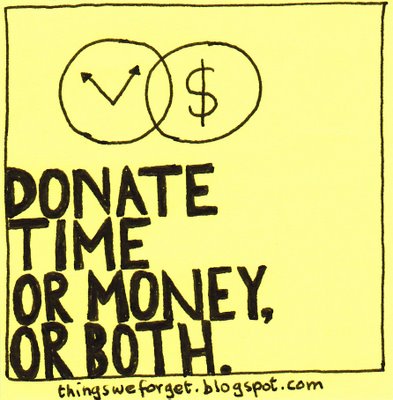 $
DONATE
TIME
OR MONEY,
OR BOTH.
thingsweforget.blogspot.com